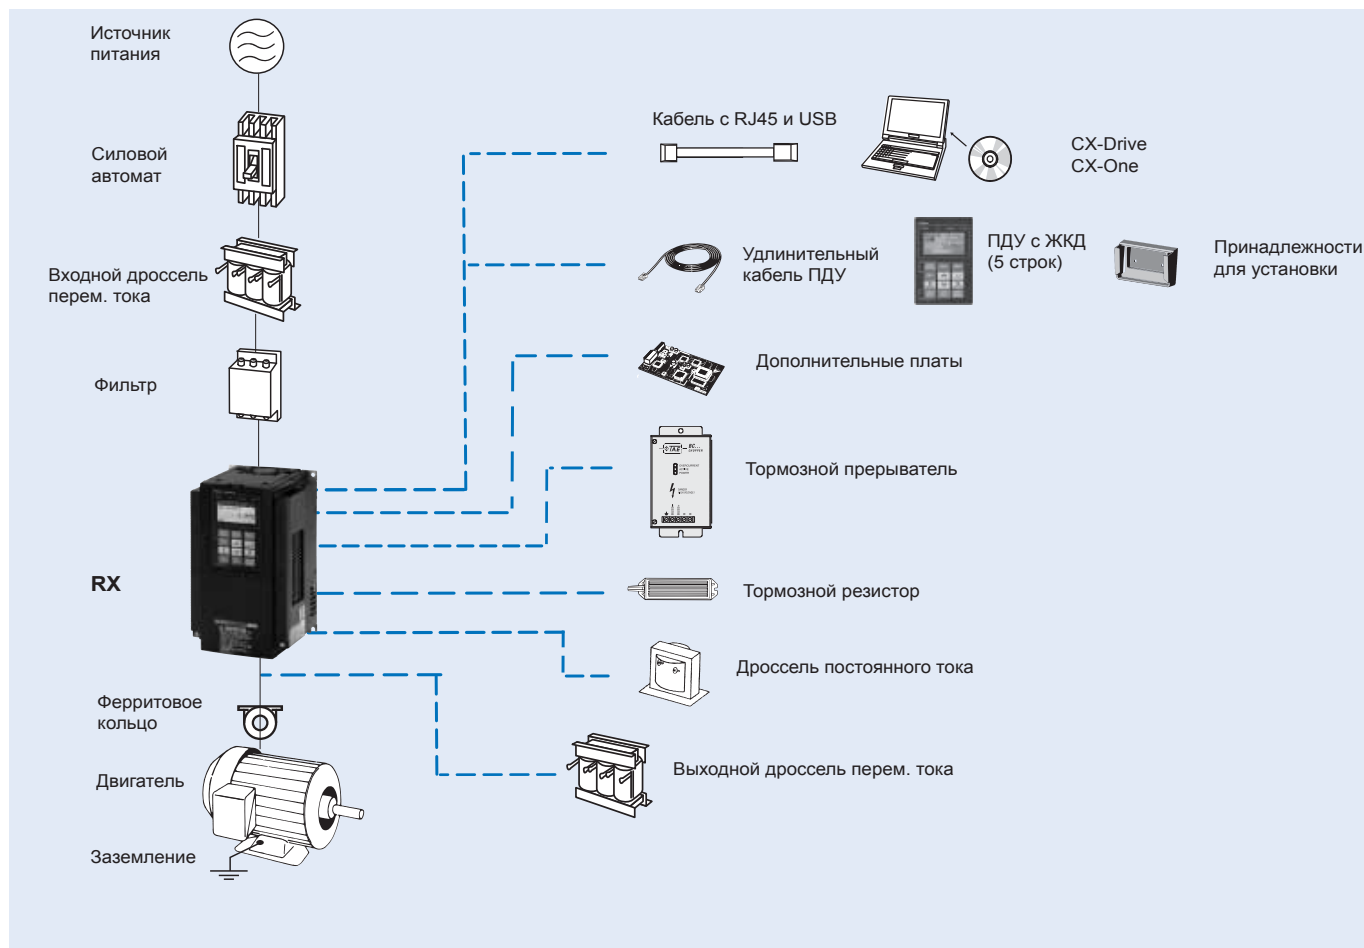 Источник
питания
Силовой
автомат
Входной дроссель
перем. тока
Фильтр
RX
Ферритовое
кольцо
Двигатель
Заземление
Кабель с RJ45 и USB
CX-Drive
CX-One
Удлинительный
кабель ПДУ
ПДУ с ЖКД
(5 строк)
Принадлежности
для установки
Дополнительные платы
Тормозной прерыватель
Тормозной резистор
Дроссель постоянного тока
Выходной дроссель перем. тока